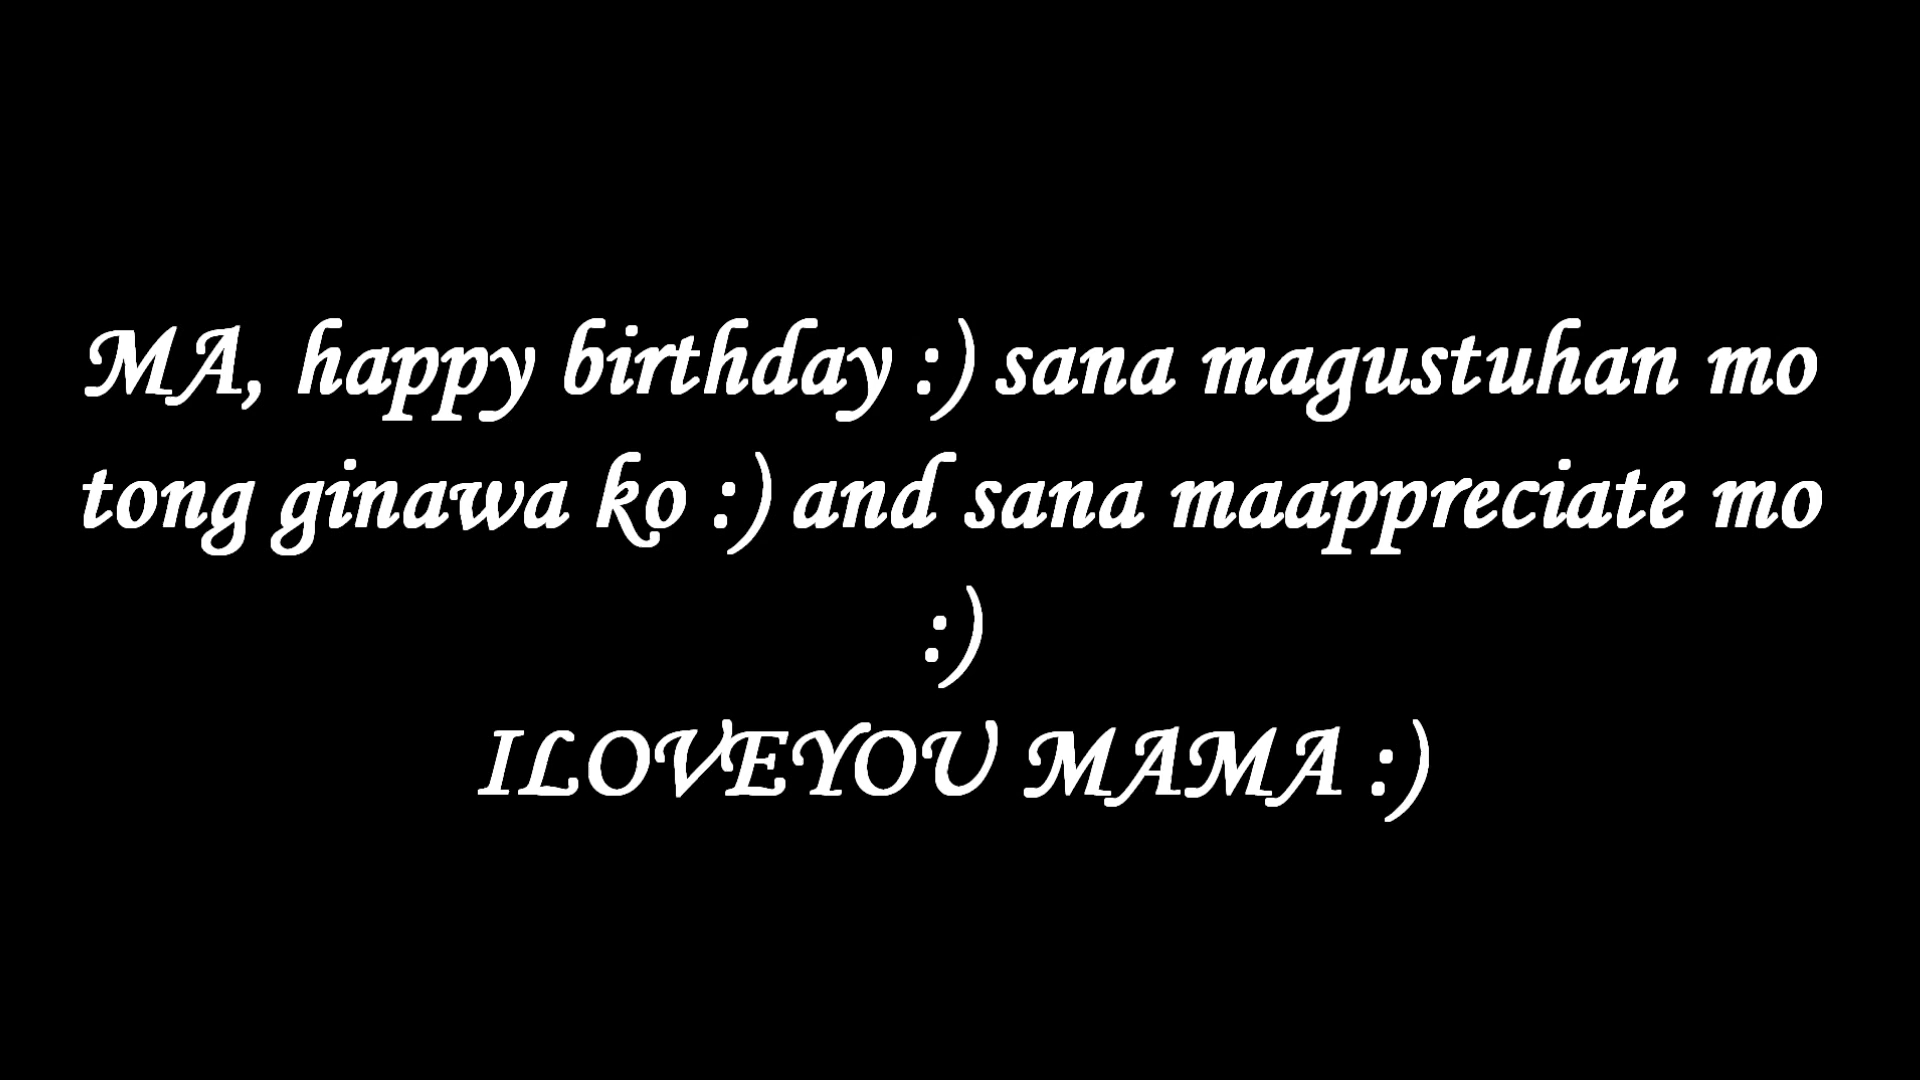 MA, happy birthday :) sana magustuhan mo
tong ginawa ko :) and sana maappreciate mo
:)
ILOVEYOU MAMA :)